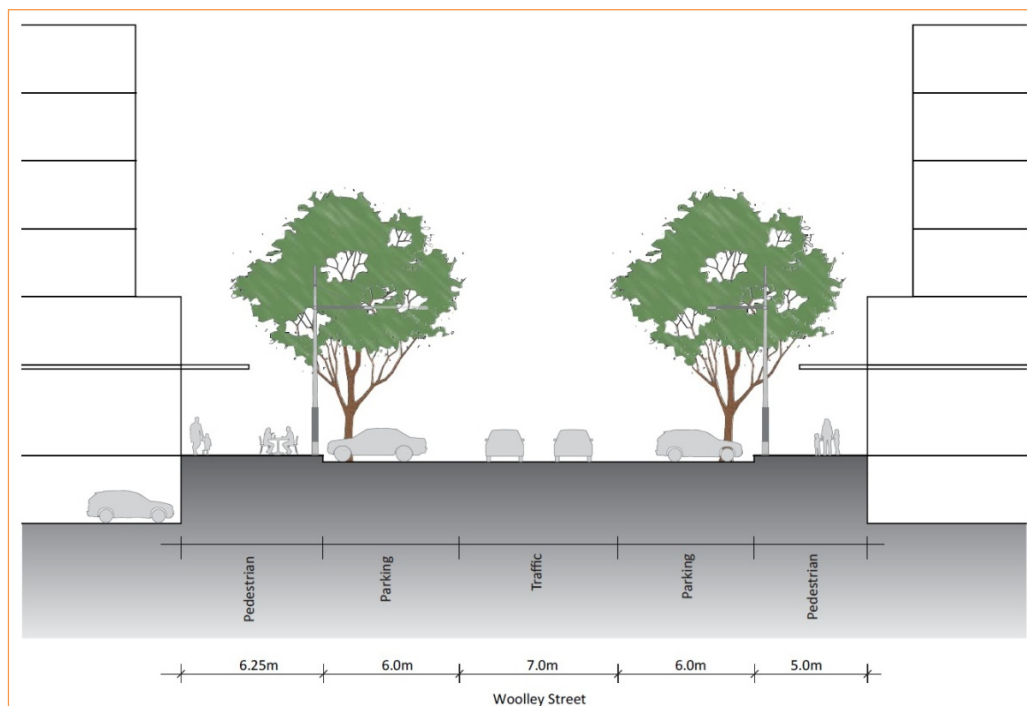 Pedestrian
Parking
Traffic
Parking
Pedestrian
6.25m
6.0m
7.0m
6.0m
5.0m
Woolley Street